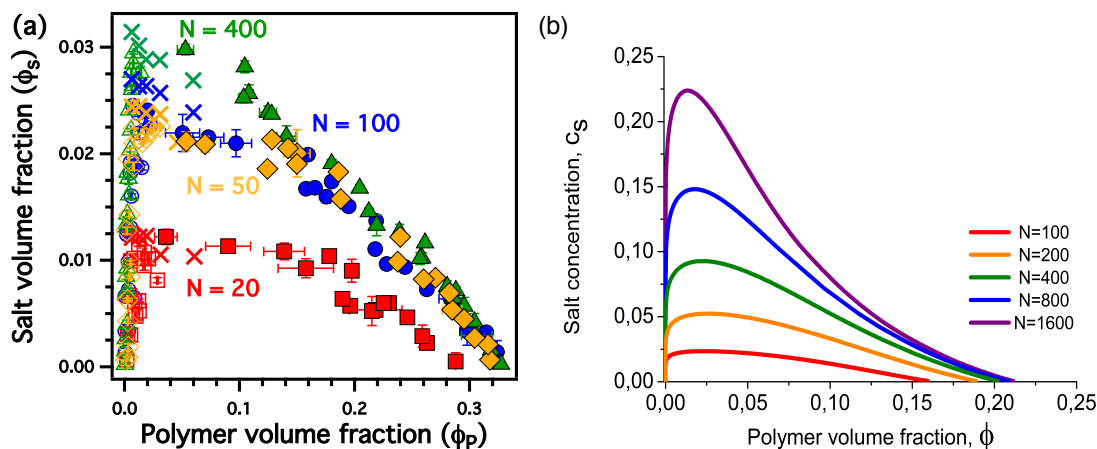 (a)
Salt volume fraction (ϕS)
0.03
0.02
0.01
0.00
N = 400
N = 100
N = 50
N = 20
0.0
0.1
0.2
0.3
Polymer volume fraction (ϕP)
(b)
Salt concentration, cS
0,25
0,20
0,15
0,10
0,05
0,00
N=100
N=200
N=400
N=800
N=1600
0,00
0,05
0,10
0,15
0,20
0,25
Polymer volume fraction, ϕ